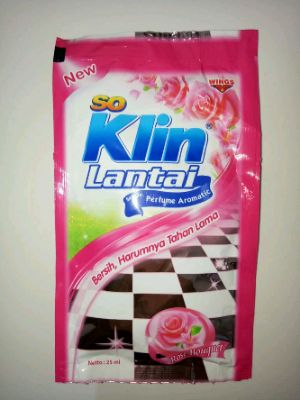 New
WINGS
SO
Klin
Lantai
Perfume Aromatic
Bersih, Harumnya Tahan Lama
Rose Bouquet
Netto : 25 ml